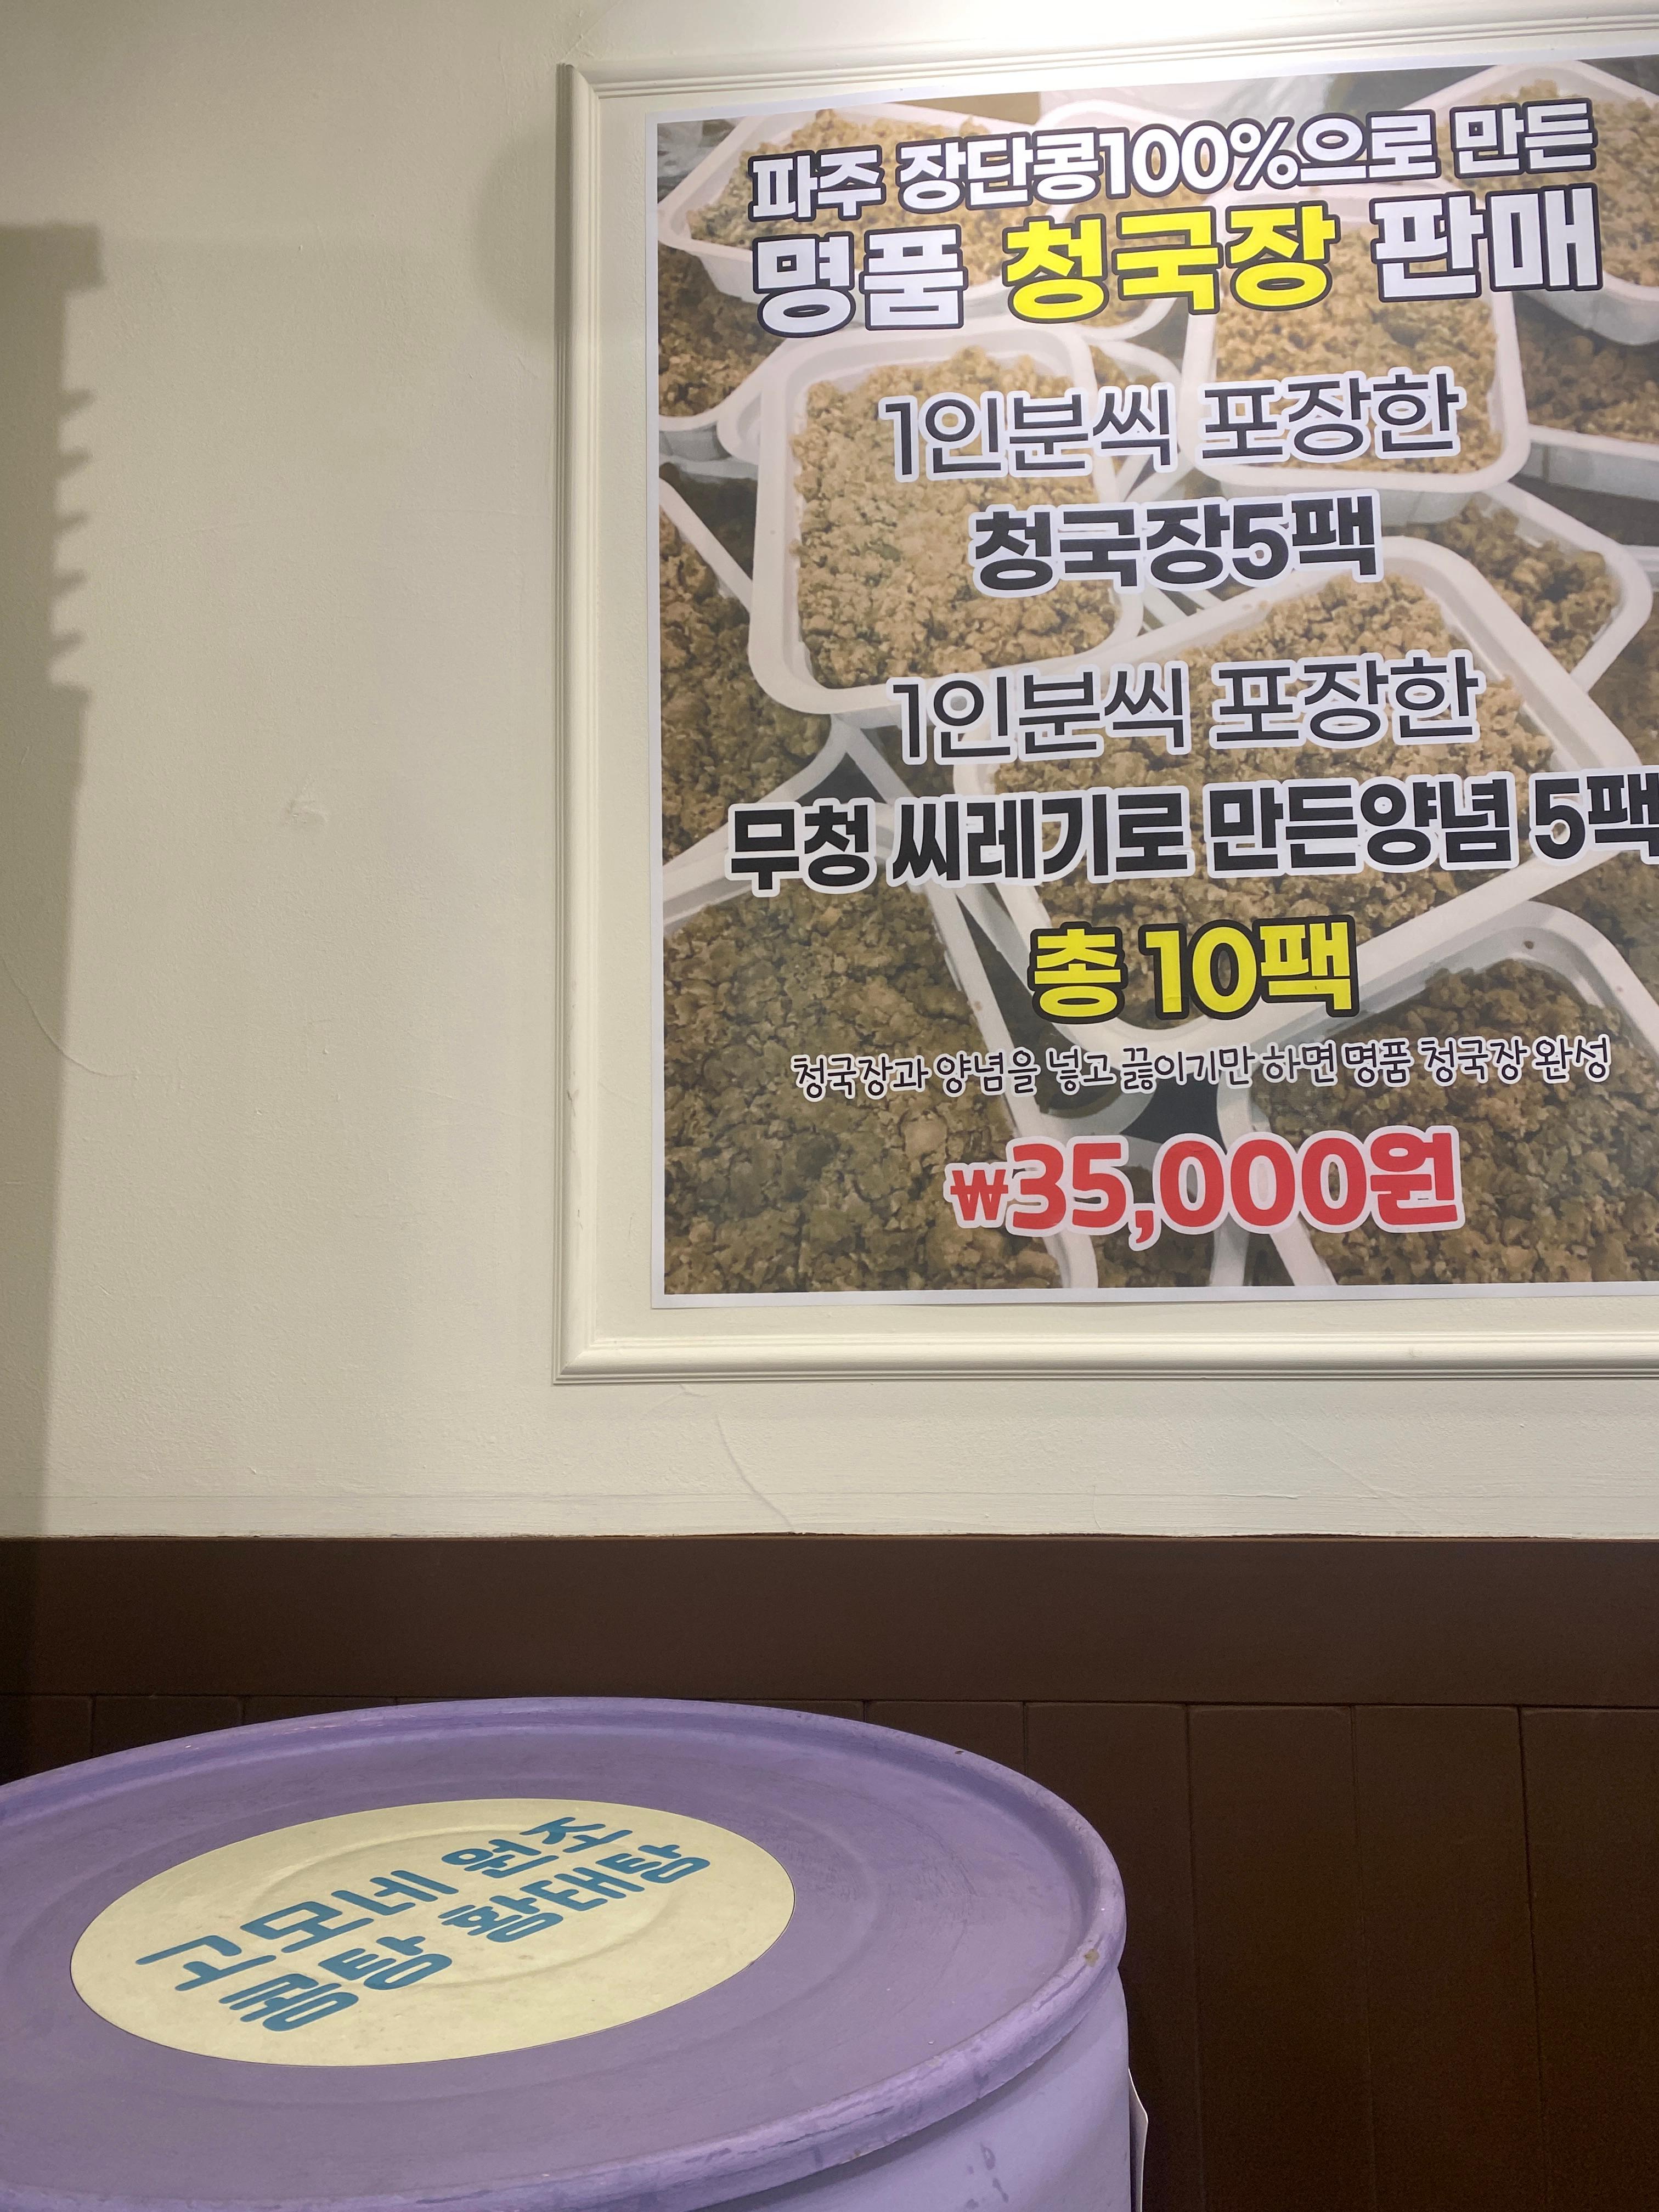 파주 장단콩100%으로 만든
명품 청국장 판매
1인분씩 포장한
청국장5팩
1인분씩 포장한
무청 씨레기로 만든양념 5팩
총 10팩
청국장과 양념을 넣고 끓이기만 하면 명품 청국장 완성
₩35,000원
고모네 원조
콩탕 황태탕